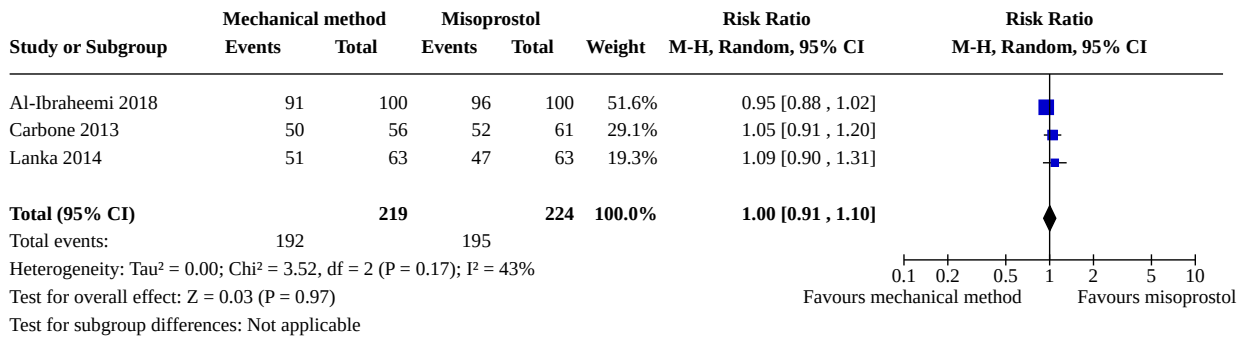 Mechanical method Misoprostol Risk Ratio Risk Ratio
Study or Subgroup Events Total Events Total Weight M-H, Random, 95% CI M-H, Random, 95% CI
Al-Ibraheemi 2018 91 100 96 100 51.6% 0.95 [0.88 , 1.02]
Carbone 2013 50 56 52 61 29.1% 1.05 [0.91 , 1.20]
Lanka 2014 51 63 47 63 19.3% 1.09 [0.90 , 1.31]
Total (95% CI) 219 224 100.0% 1.00 [0.91 , 1.10]
Total events: 192 195
Heterogeneity: Tau² = 0.00; Chi² = 3.52, df = 2 (P = 0.17); I² = 43%
0.1 0.2 0.5 1 2 5 10
Test for overall effect: Z = 0.03 (P = 0.97) Favours mechanical method Favours misoprostol
Test for subgroup differences: Not applicable